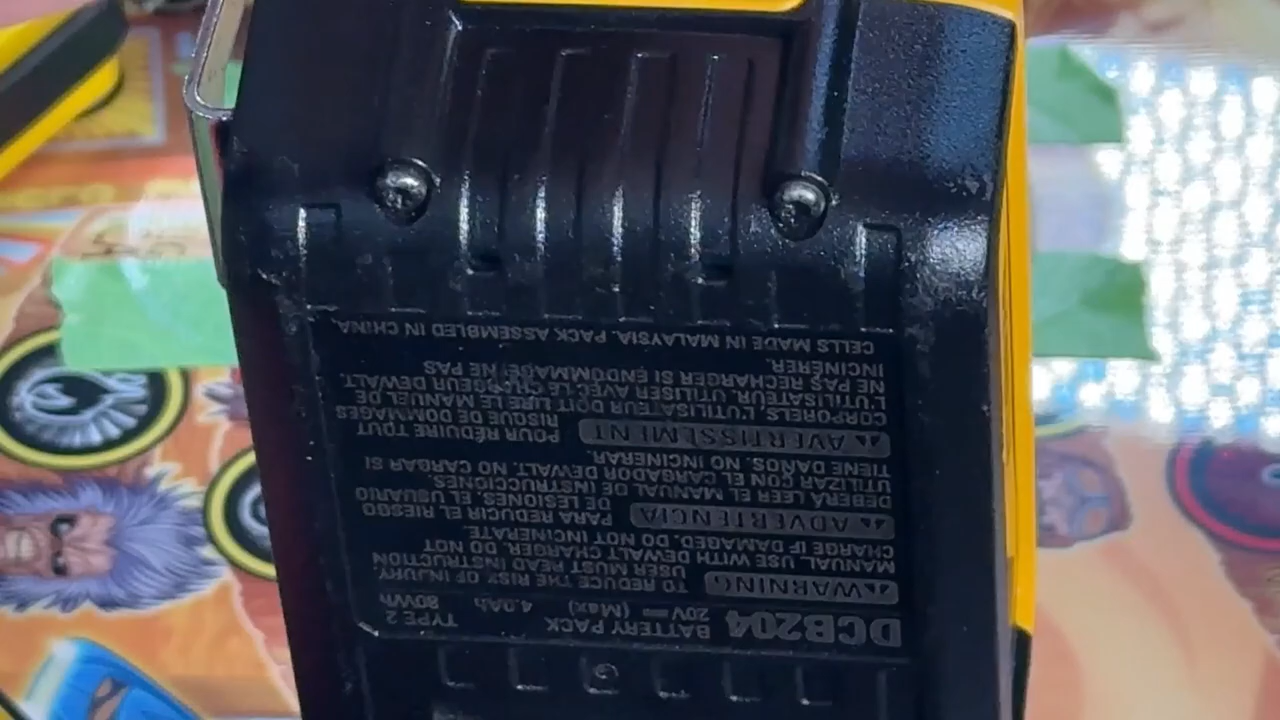 DCB204 BATTERY PACK TYPE 2
20V (Max) 4.0Ah 80Wh
WARNING TO REDUCE THE RISK OF INJURY,
USER MUST READ INSTRUCTION
MANUAL. USE WITH DEWALT CHARGER. DO NOT
CHARGE IF DAMAGED. DO NOT INCINERATE.
ADVERTENCIA PARA REDUCIR EL RIESGO
DE LESIONES, EL USUARIO
DEBERÁ LEER EL MANUAL DE INSTRUCCIONES.
UTILIZAR CON EL CARGADOR DEWALT. NO CARGAR SI
TIENE DAÑOS. NO INCINERAR.
AVERTISSEMENT POUR RÉDUIRE TOUT
RISQUE DE DOMMAGES
CORPORELS, L'UTILISATEUR DOIT LIRE LE MANUEL DE
L'UTILISATEUR. UTILISER AVEC LE CHARGEUR DEWALT.
NE PAS RECHARGER SI ENDOMMAGÉ. NE PAS
INCINÉRER.
CELLS MADE IN MALAYSIA. PACK ASSEMBLED IN CHINA.